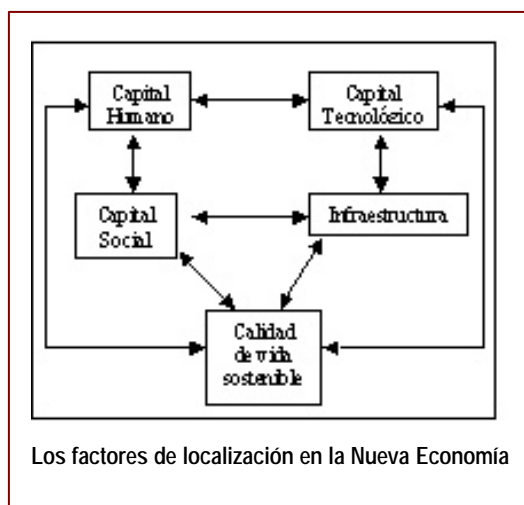 Capital
Humano
Capital
Tecnológico
Capital
Social
Infraestructura
Calidad
de vida
sostenible
Los factores de localización en la Nueva Economía